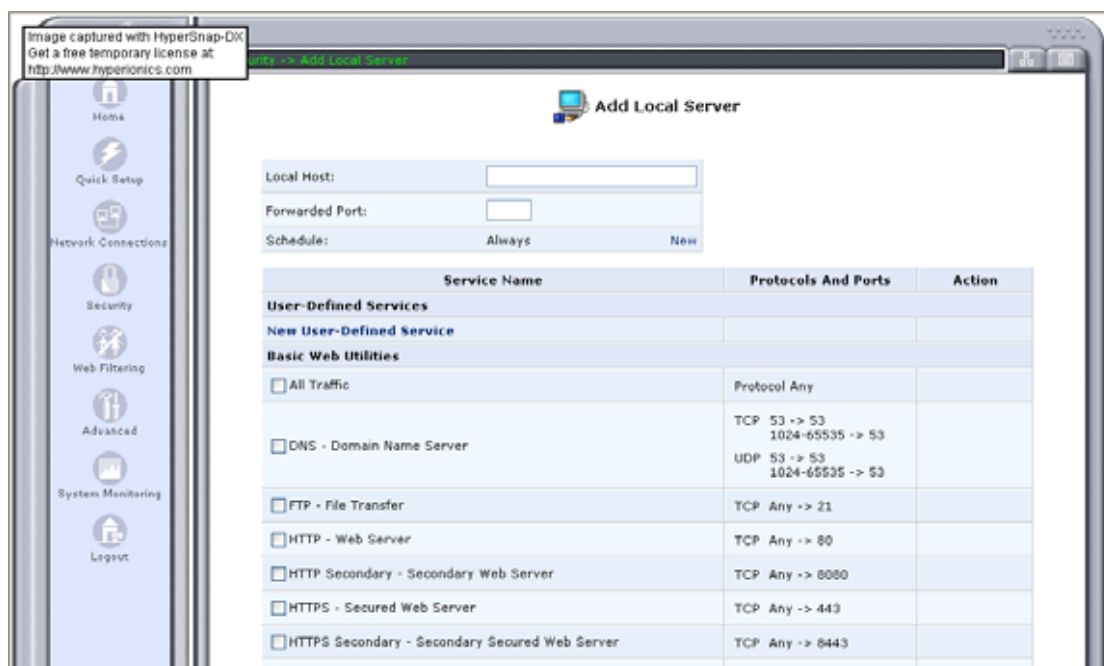 Image captured with HyperSnap-DX
Get a free temporary license at
http://www.hyperionics.com
urity -> Add Local Server
Add Local Server
Home
Quick Setup
Network Connections
Security
Web Filtering
Advanced
System Monitoring
Logout
Local Host:
Forwarded Port:
Schedule: Always New
Service Name Protocols And Ports Action
User-Defined Services
New User-Defined Service
Basic Web Utilities
All Traffic Protocol Any
DNS - Domain Name Server TCP 53 -> 53
1024-65535 -> 53
UDP 53 -> 53
1024-65535 -> 53
FTP - File Transfer TCP Any -> 21
HTTP - Web Server TCP Any -> 80
HTTP Secondary - Secondary Web Server TCP Any -> 8080
HTTPS - Secured Web Server TCP Any -> 443
HTTPS Secondary - Secondary Secured Web Server TCP Any -> 8443